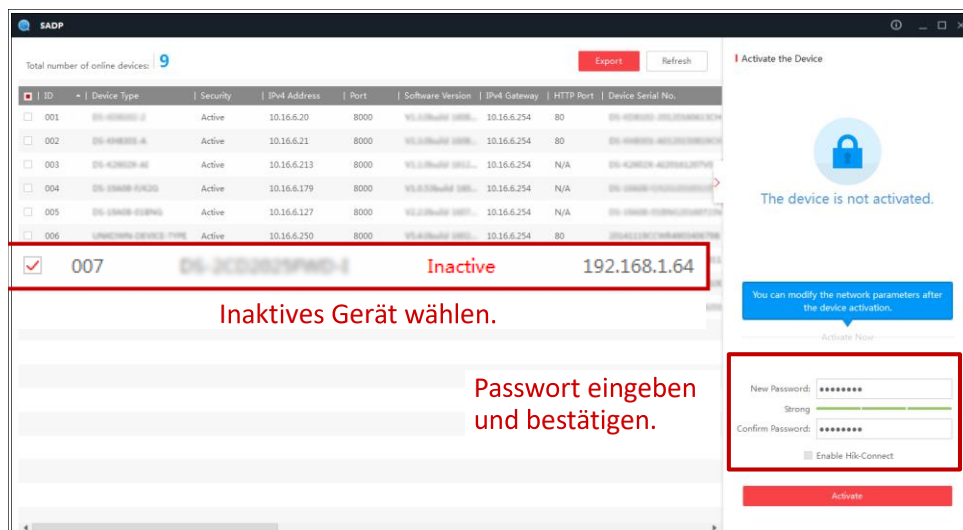 SADP
Total number of online devices: 9
Export
Refresh
ID | Device Type | Security | IPv4 Address | Port | Software Version | IPv4 Gateway | HTTP Port | Device Serial No.
001 Active 10.16.6.20 8000 10.16.6.254 80
002 Active 10.16.6.21 8000 10.16.6.254 80
003 Active 10.16.6.213 8000 10.16.6.254 N/A
004 Active 10.16.6.179 8000 10.16.6.254 N/A
005 Active 10.16.6.127 8000 10.16.6.254 N/A
006 Active 10.16.6.250 8000 10.16.6.254 80
007 Inactive 192.168.1.64
Inaktives Gerät wählen.
Passwort eingeben
und bestätigen.
Activate the Device
The device is not activated.
You can modify the network parameters after
the device activation.
Activate Now
New Password: ●●●●●●●●
Strong
Confirm Password: ●●●●●●●●
Enable Hik-Connect
Activate